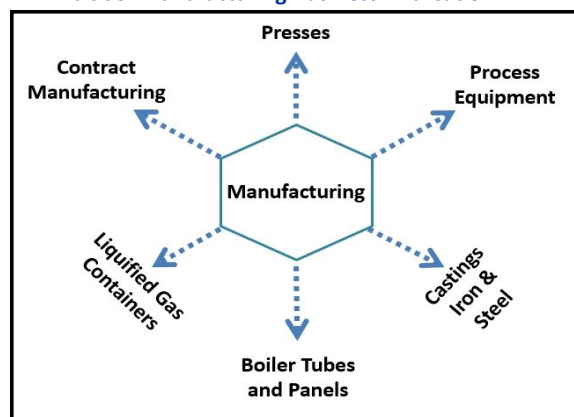 Presses
Contract
Manufacturing
Process
Equipment
Manufacturing
Liquified Gas
Containers
Castings
Iron &
Steel
Boiler Tubes
and Panels